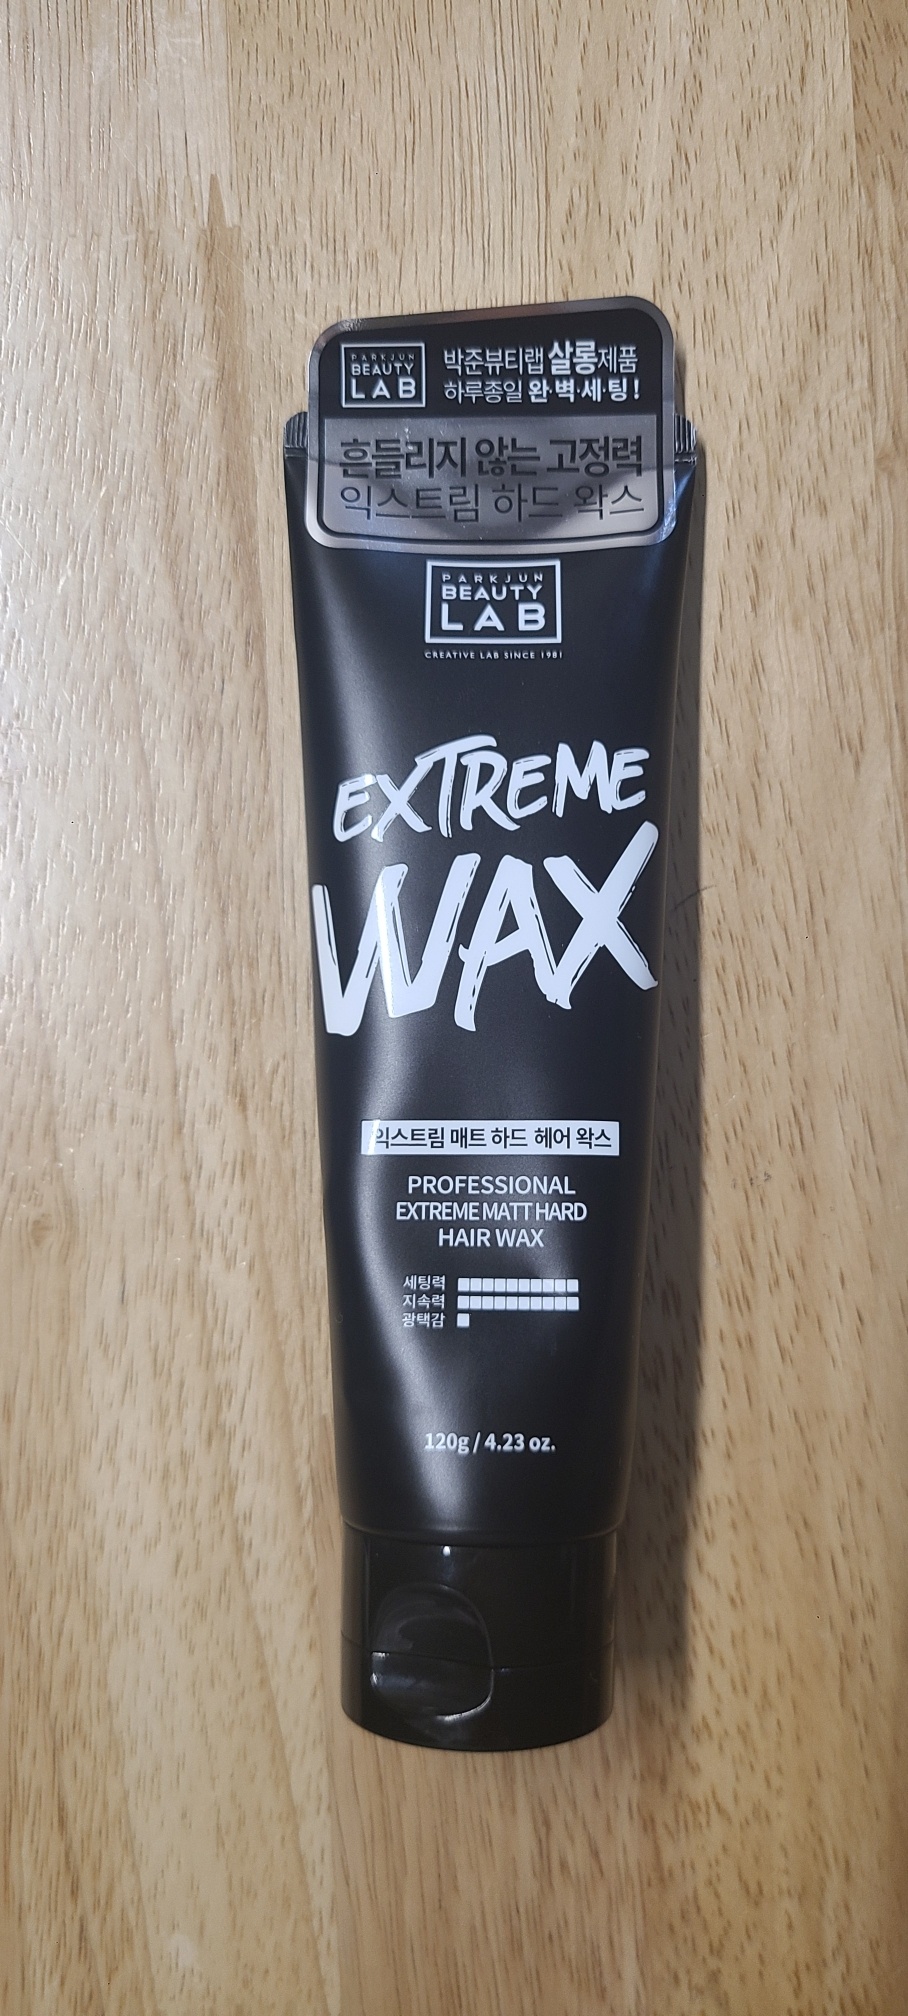 PARKJUN
BEAUTY
LAB
박준뷰티랩 살롱제품
하루종일 완·벽·세·팅!
흔들리지 않는 고정력
익스트림 하드 왁스
PARKJUN
BEAUTY
LAB
CREATIVE LAB SINCE 1981
EXTREME
WAX
익스트림 매트 하드 헤어 왁스
PROFESSIONAL
EXTREME MATT HARD
HAIR WAX
세팅력
지속력
광택감
120g / 4.23 oz.